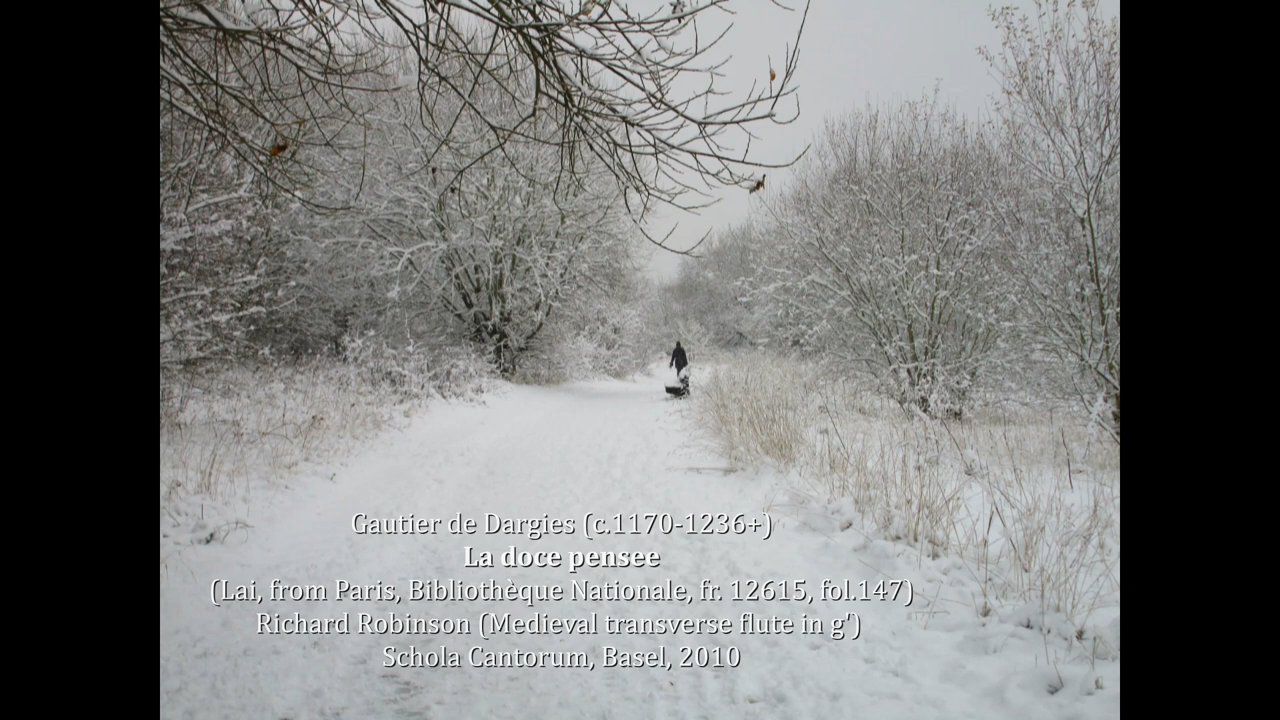 Gautier de Dargies (c.1170-1236+)
La doce pensee
(Lai, from Paris, Bibliothèque Nationale, fr. 12615, fol.147)
Richard Robinson (Medieval transverse flute in g')
Schola Cantorum, Basel, 2010